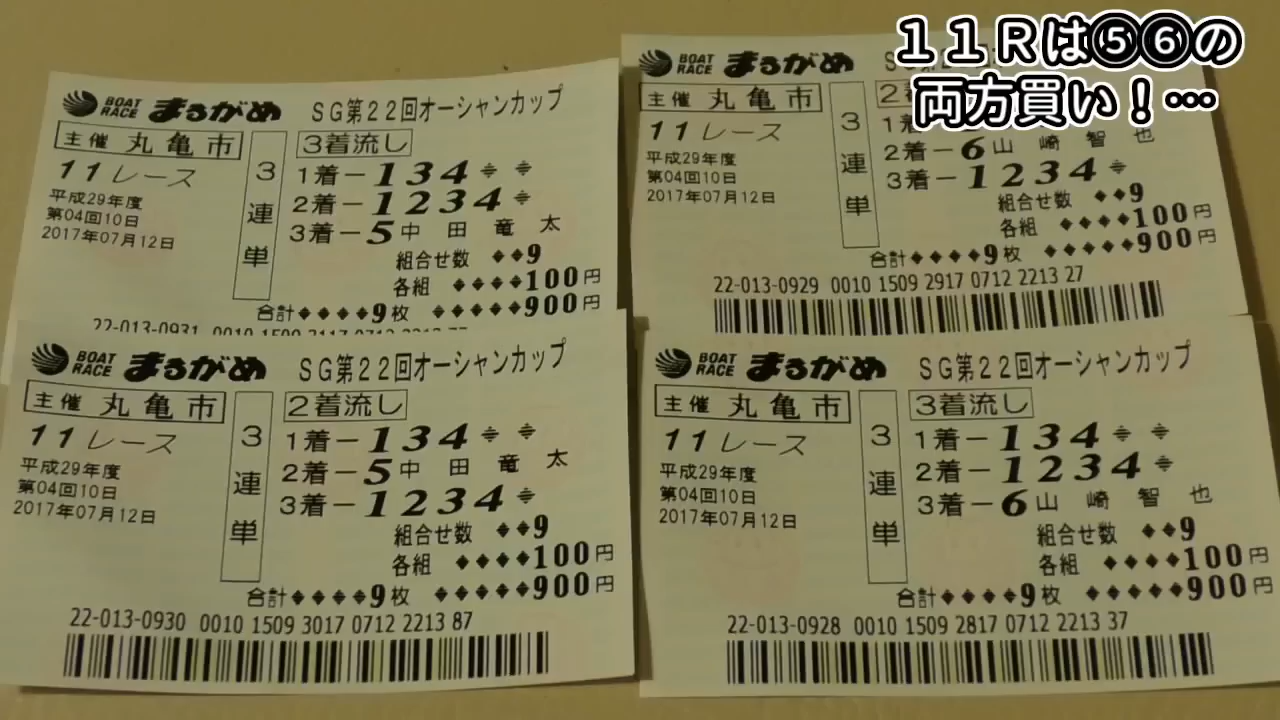 １１Ｒは⑤⑥の
両方買い！…
BOAT RACE まるがめ SG第２２回オーシャンカップ
主催 丸亀市
３連単
３着流し
11レース
平成29年度
第04回10日
2017年07月12日
1着－134
2着－1234
3着－5 中田竜太
組合せ数 ◆◆9
各組 ◆◆◆◆100円
合計◆◆◆◆9枚 ◆◆◆◆◆900円
22-013-0931 0010 1509 3117 0712 2213
BOAT RACE まるがめ
主催 丸亀市
３連単
11レース
平成29年度
第04回10日
2017年07月12日
2着－6 山崎智也
3着－1234
組合せ数 ◆◆9
各組 ◆◆◆◆100円
合計◆◆◆◆9枚 ◆◆◆◆◆900円
22-013-0929 0010 1509 2917 0712 2213 27
BOAT RACE まるがめ SG第２２回オーシャンカップ
主催 丸亀市
３連単
２着流し
11レース
平成29年度
第04回10日
2017年07月12日
1着－134
2着－5 中田竜太
3着－1234
組合せ数 ◆◆9
各組 ◆◆◆◆100円
合計◆◆◆◆9枚 ◆◆◆◆◆900円
22-013-0930 0010 1509 3017 0712 2213 87
BOAT RACE まるがめ SG第２２回オーシャンカップ
主催 丸亀市
３連単
３着流し
11レース
平成29年度
第04回10日
2017年07月12日
1着－134
2着－1234
3着－6 山崎智也
組合せ数 ◆◆9
各組 ◆◆◆◆100円
合計◆◆◆◆9枚 ◆◆◆◆◆900円
22-013-0928 0010 1509 2817 0712 2213 37